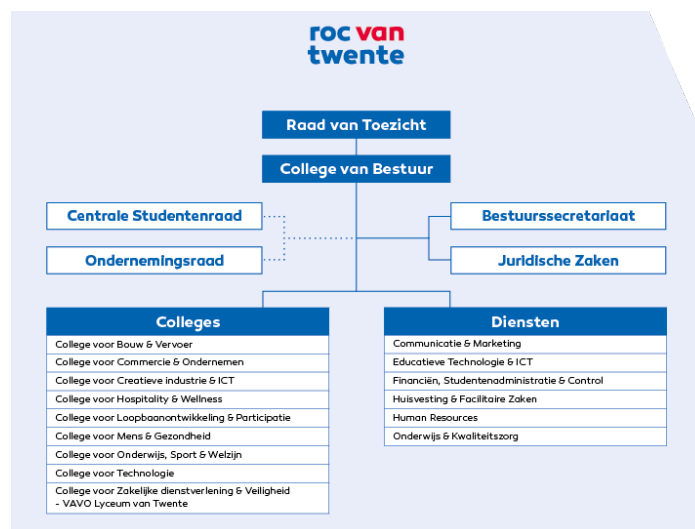 roc van
twente
Raad van Toezicht
College van Bestuur
Centrale Studentenraad
Bestuurssecretariaat
Ondernemingsraad
Juridische Zaken
Colleges
College voor Bouw & Vervoer
College voor Commercie & Ondernemen
College voor Creatieve industrie & ICT
College voor Hospitality & Wellness
College voor Loopbaanontwikkeling & Participatie
College voor Mens & Gezondheid
College voor Onderwijs, Sport & Welzijn
College voor Technologie
College voor Zakelijke dienstverlening & Veiligheid
- VAVO Lyceum van Twente
Diensten
Communicatie & Marketing
Educatieve Technologie & ICT
Financiën, Studentenadministratie & Control
Huisvesting & Facilitaire Zaken
Human Resources
Onderwijs & Kwaliteitszorg